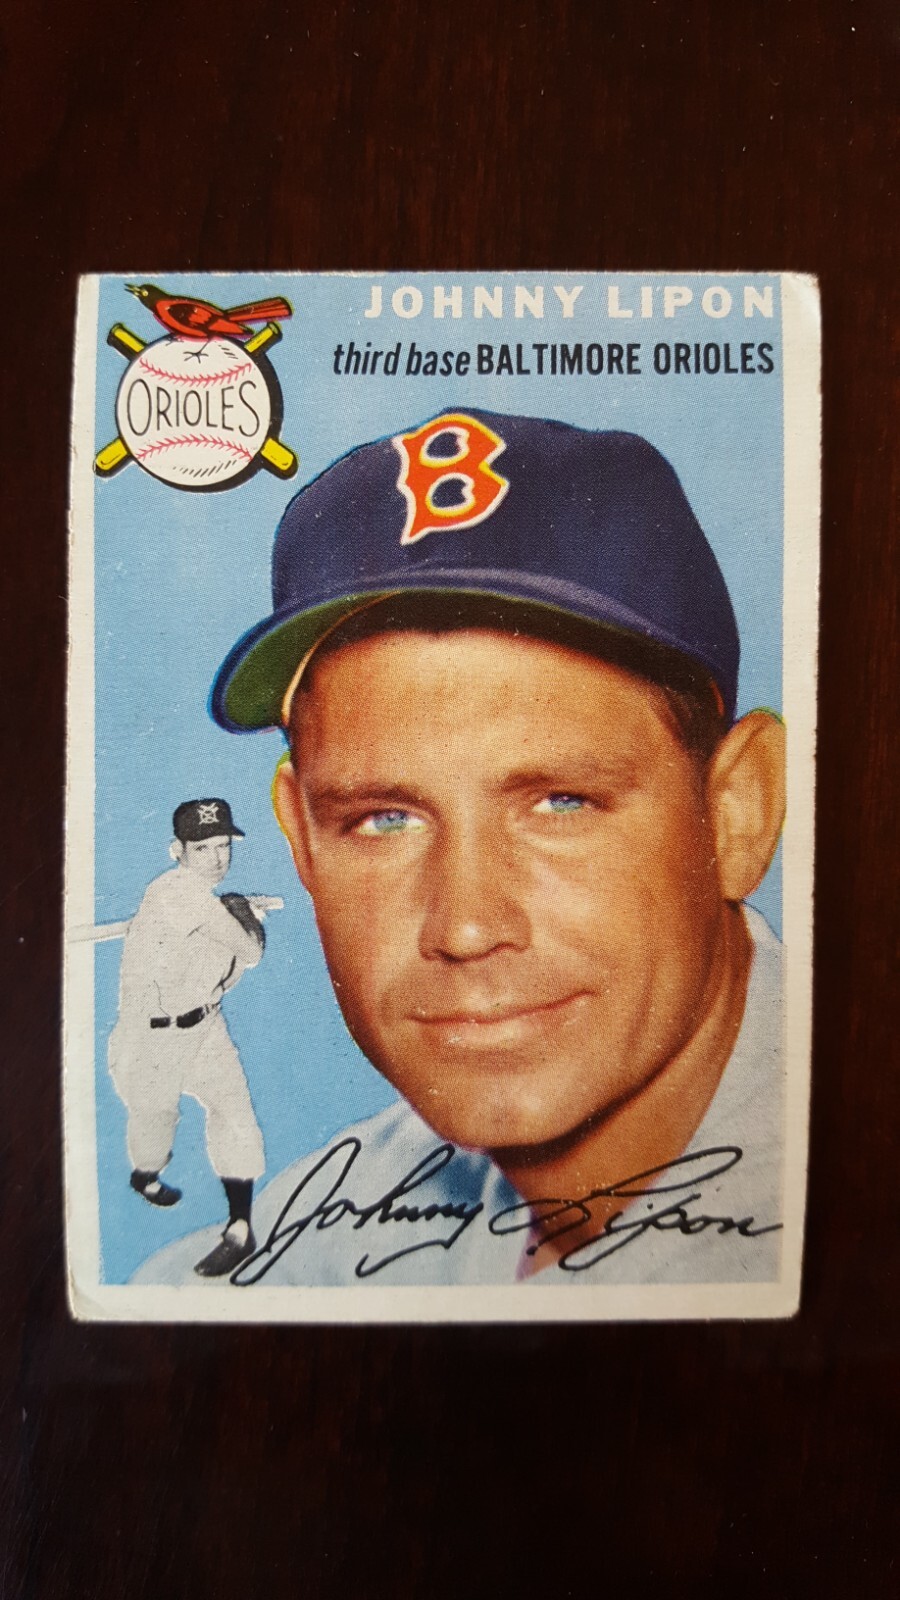 JOHNNY LIPON
third base BALTIMORE ORIOLES
ORIOLES
B
Johnny Lipon